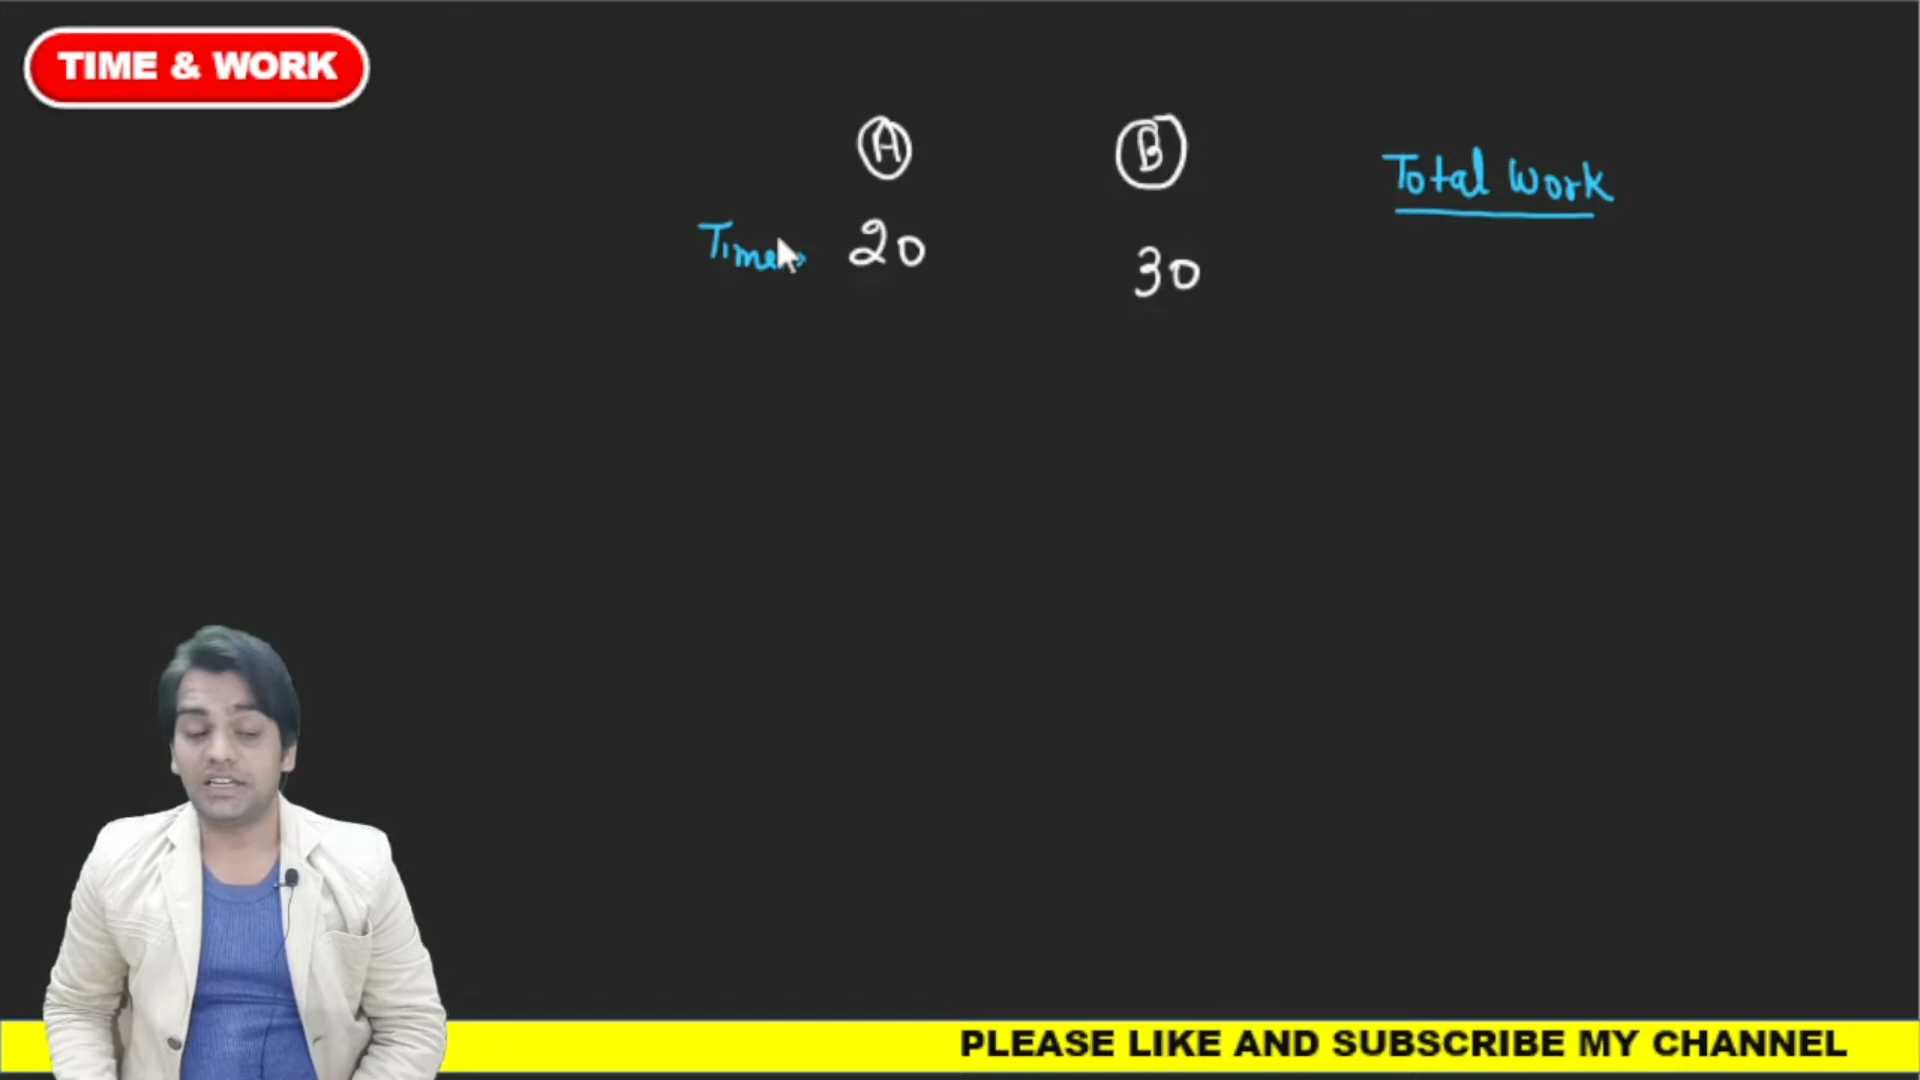 TIME & WORK
A B
Total Work
Time 20 30
PLEASE LIKE AND SUBSCRIBE MY CHANNEL